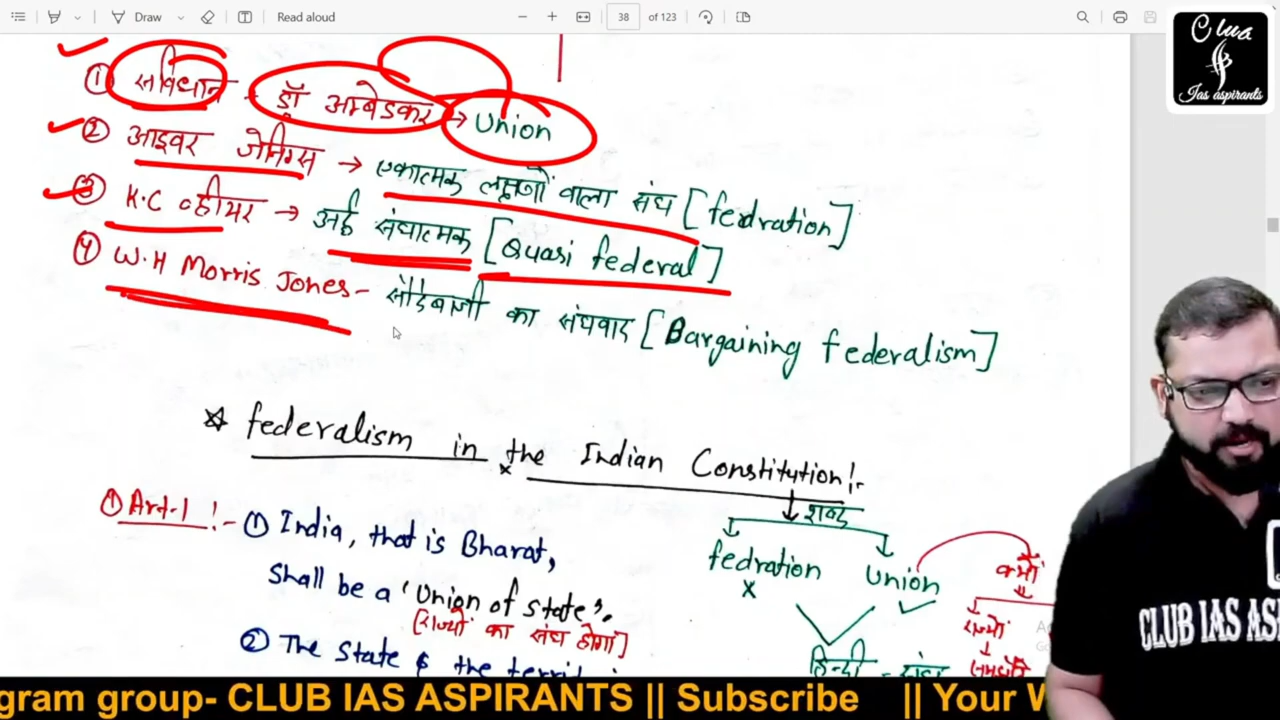 Draw
Read aloud
38 of 123
Club
Ias aspirants
① संविधान - डॉ अम्बेडकर → Union
② आइवर जेनिंग्स → एकात्मक लक्षणों वाला संघ [fedration]
③ K.C व्हीयर → अर्द्ध संघात्मक [Quasi federal]
④ W.H Morris Jones - सौदेबाजी का संघवाद [Bargaining federalism]
☆ federalism in the Indian Constitution!-
शब्द
fedration x
Union ✓
क्यों
राज्यों
हिन्दी -
① Art-1 !- ① India, that is Bharat,
Shall be a 'Union of state'.
[राज्यों का संघ होगा]
② The State & the territ
CLUB IAS ASPI
gram group- CLUB IAS ASPIRANTS || Subscribe || Your W